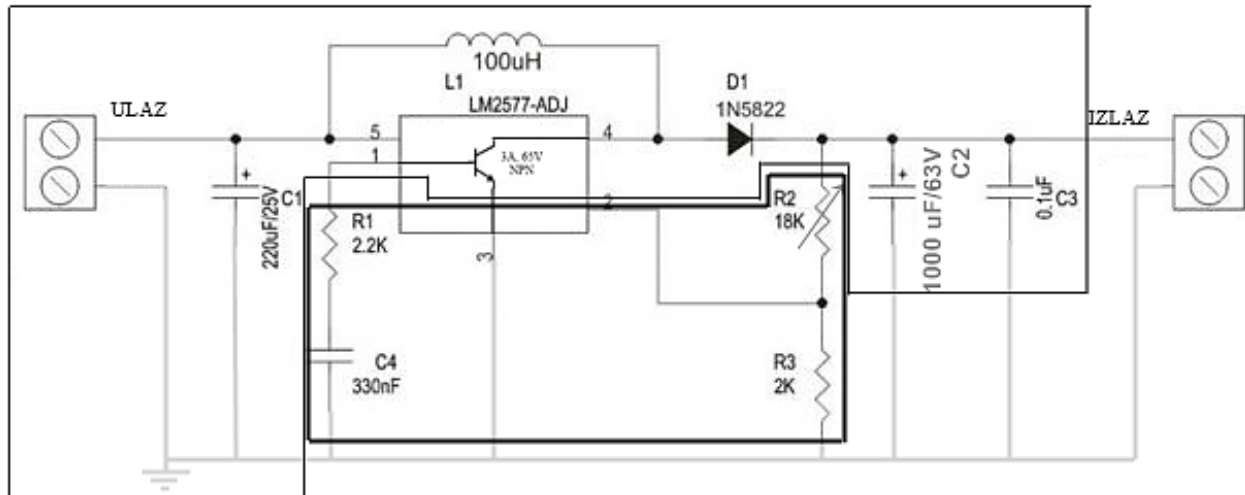 100uH
L1
LM2577-ADJ
D1
1N5822
ULAZ
IZLAZ
5
4
1
3A, 65V
NPN
2
3
+
C1
220uF/25V
R1
2.2K
R2
18K
+
1000 uF/63V
C2
0.1uF
C3
C4
330nF
R3
2K